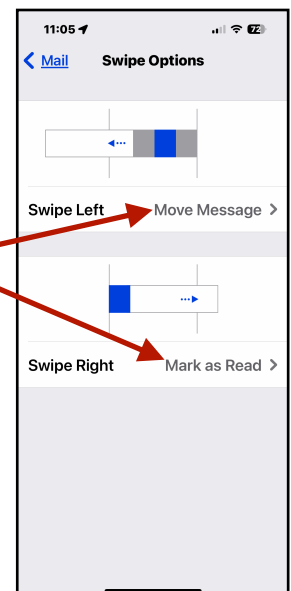 11:05
72
Mail Swipe Options
Swipe Left Move Message
Swipe Right Mark as Read